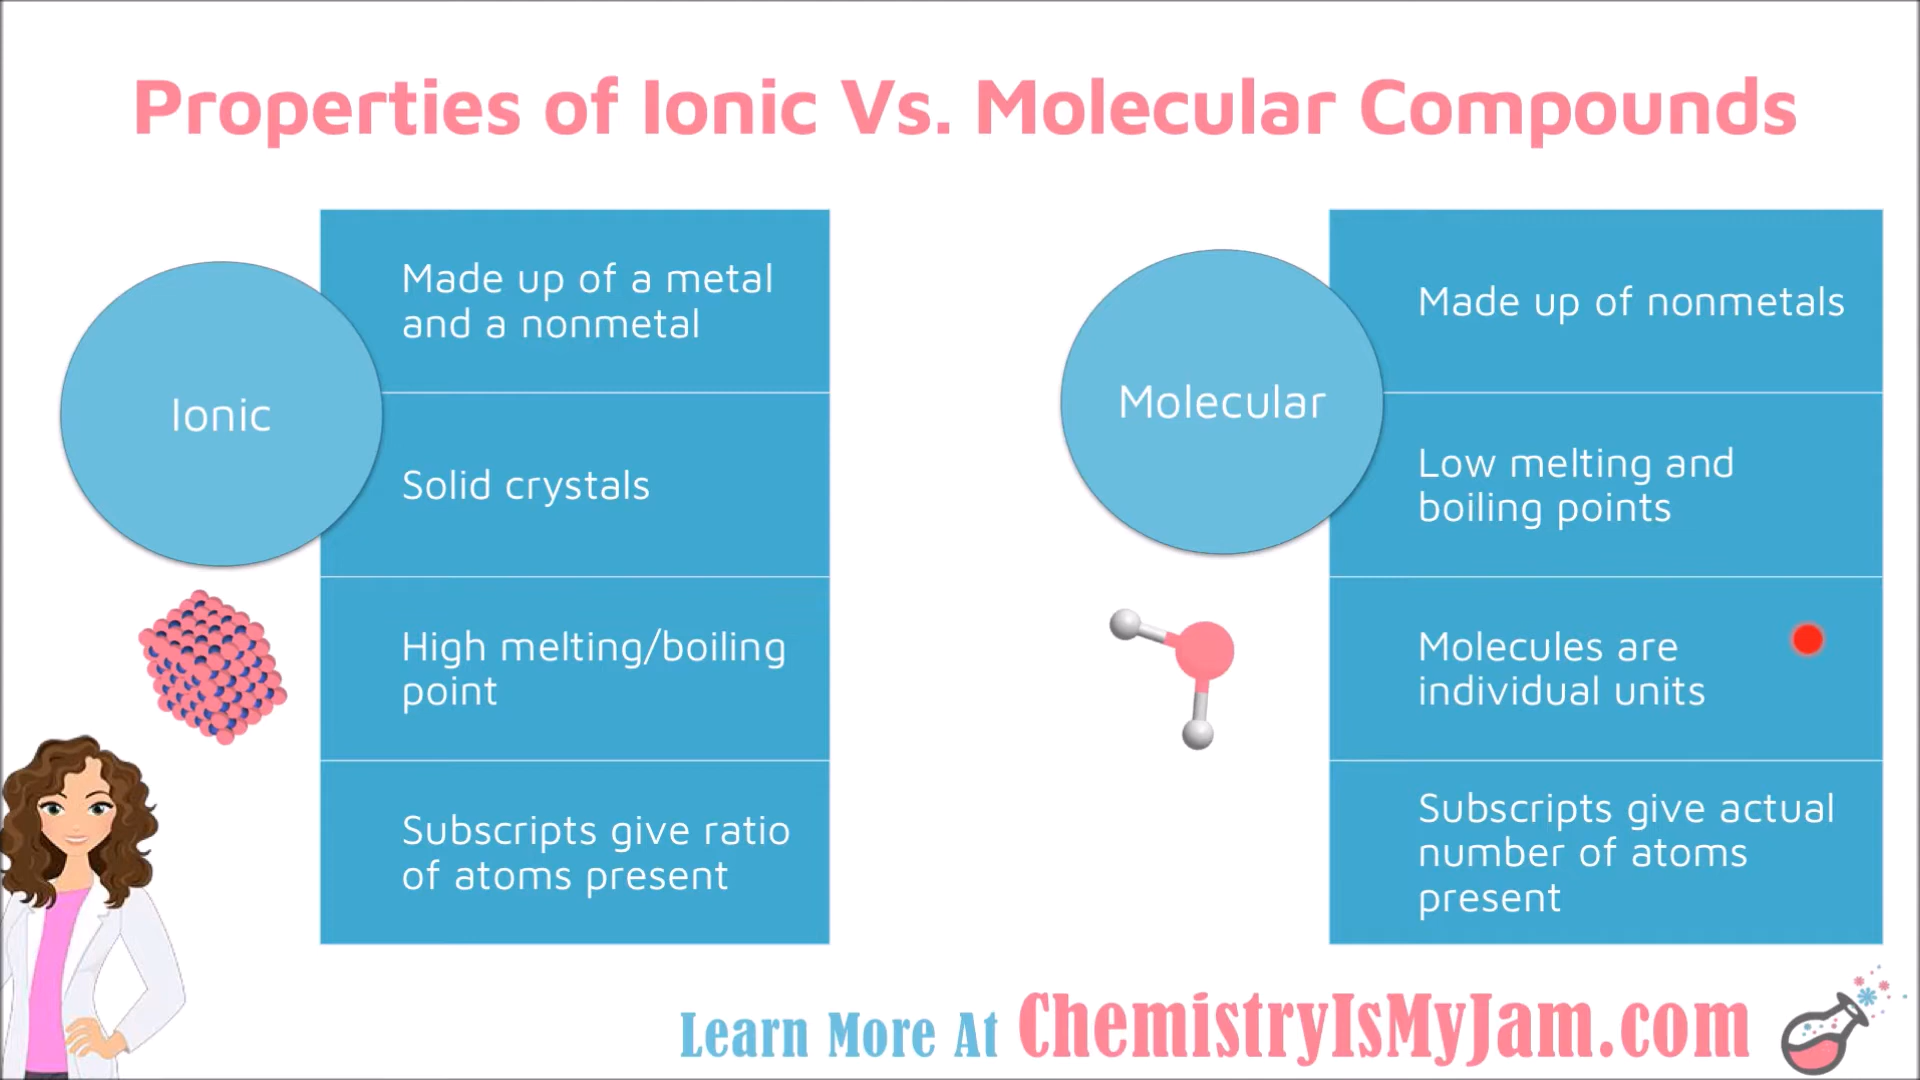 Properties of Ionic Vs. Molecular Compounds
Ionic
Made up of a metal
and a nonmetal
Solid crystals
High melting/boiling
point
Subscripts give ratio
of atoms present
Molecular
Made up of nonmetals
Low melting and
boiling points
Molecules are
individual units
Subscripts give actual
number of atoms
present
Learn More At ChemistryIsMyJam.com